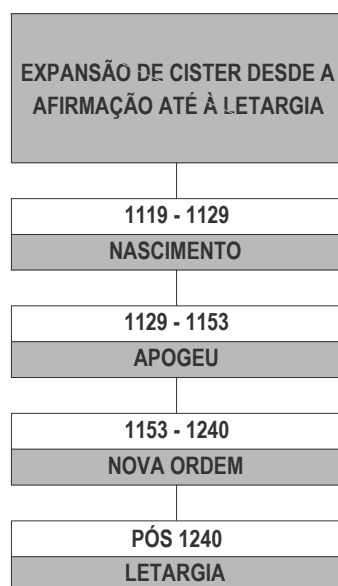 EXPANSÃO DE CISTER DESDE A
AFIRMAÇÃO ATÉ À LETARGIA
1119 - 1129
NASCIMENTO
1129 - 1153
APOGEU
1153 - 1240
NOVA ORDEM
PÓS 1240
LETARGIA